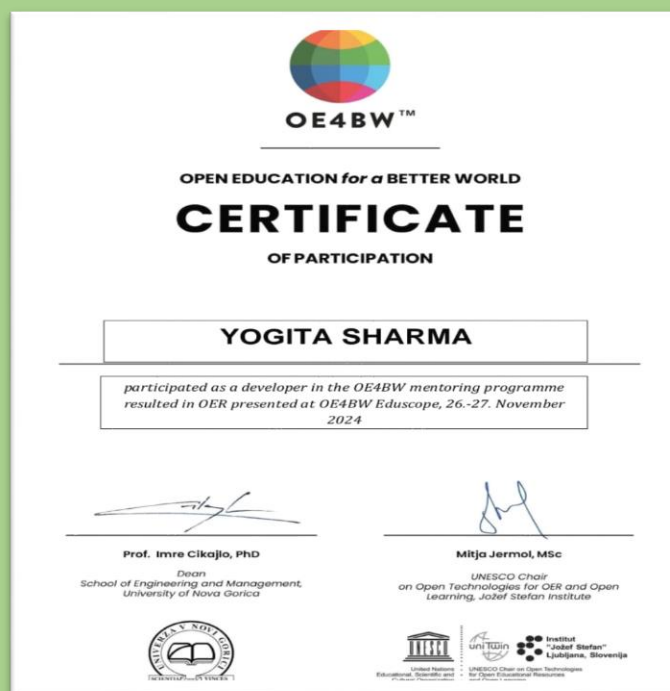 OE4BW™
OPEN EDUCATION for a BETTER WORLD
CERTIFICATE
OF PARTICIPATION
YOGITA SHARMA
participated as a developer in the OE4BW mentoring programme
resulted in OER presented at OE4BW Eduscope, 26.-27. November
2024
Prof. Imre Cikajlo, PhD
Dean
School of Engineering and Management,
University of Nova Gorica
Mitja Jermol, MSc
UNESCO Chair
on Open Technologies for OER and Open
Learning, Jožef Stefan Institute
UNIVERZA V NOVI GORICI
uniTwin
Institut
"Jožef Stefan"
Ljubljana, Slovenija
United Nations
Educational, Scientific and
Cultural Organization
UNESCO Chair on Open Technologies
for Open Educational Resources
and Open Learning